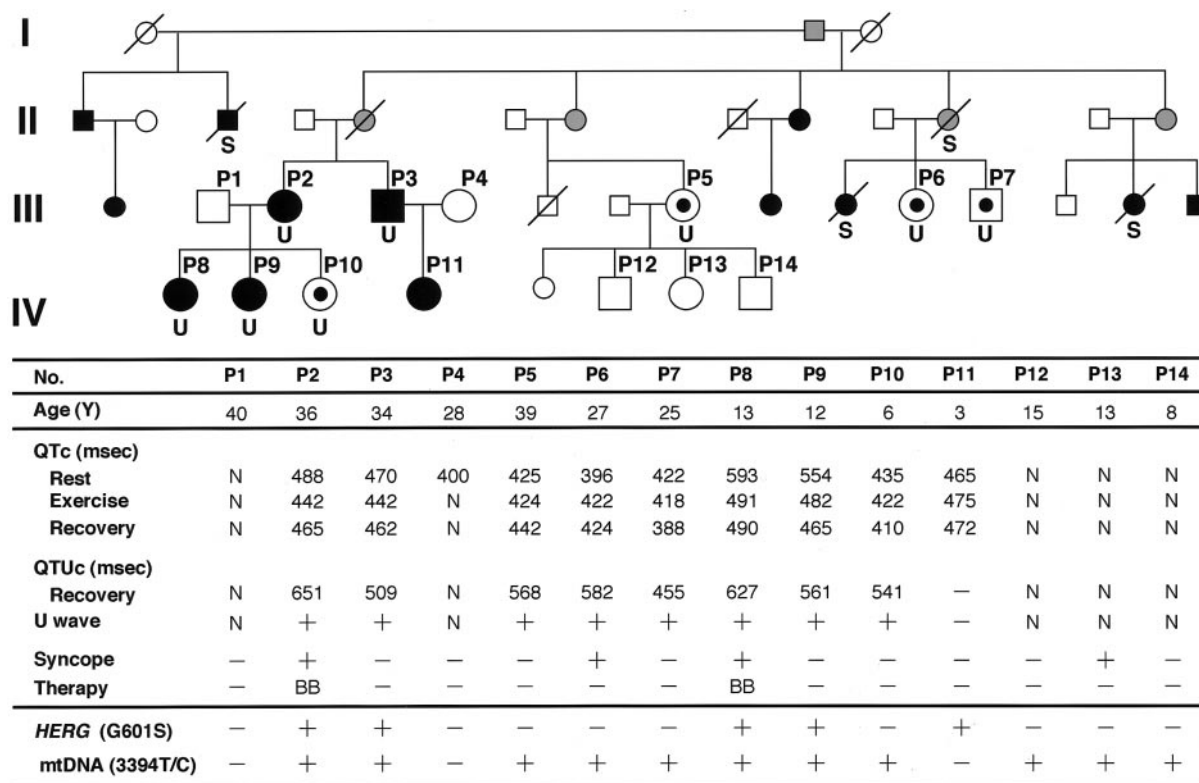 I
II
S S
P1 P2 P3 P4 P5 P6 P7
III
U U U S U U S
P8 P9 P10 P11 P12 P13 P14
IV
U U U
No. P1 P2 P3 P4 P5 P6 P7 P8 P9 P10 P11 P12 P13 P14
Age (Y) 40 36 34 28 39 27 25 13 12 6 3 15 13 8
QTc (msec)
Rest N 488 470 400 425 396 422 593 554 435 465 N N N
Exercise N 442 442 N 424 422 418 491 482 422 475 N N N
Recovery N 465 462 N 442 424 388 490 465 410 472 N N N
QTUc (msec)
Recovery N 651 509 N 568 582 455 627 561 541 − N N N
U wave N + + N + + + + + + − N N N
Syncope − + − − − + − + − − − − + −
Therapy − BB − − − − − BB − − − − − −
HERG (G601S) − + + − − − − + + − + − − −
mtDNA (3394T/C) − + + − + + + + + + − + + +